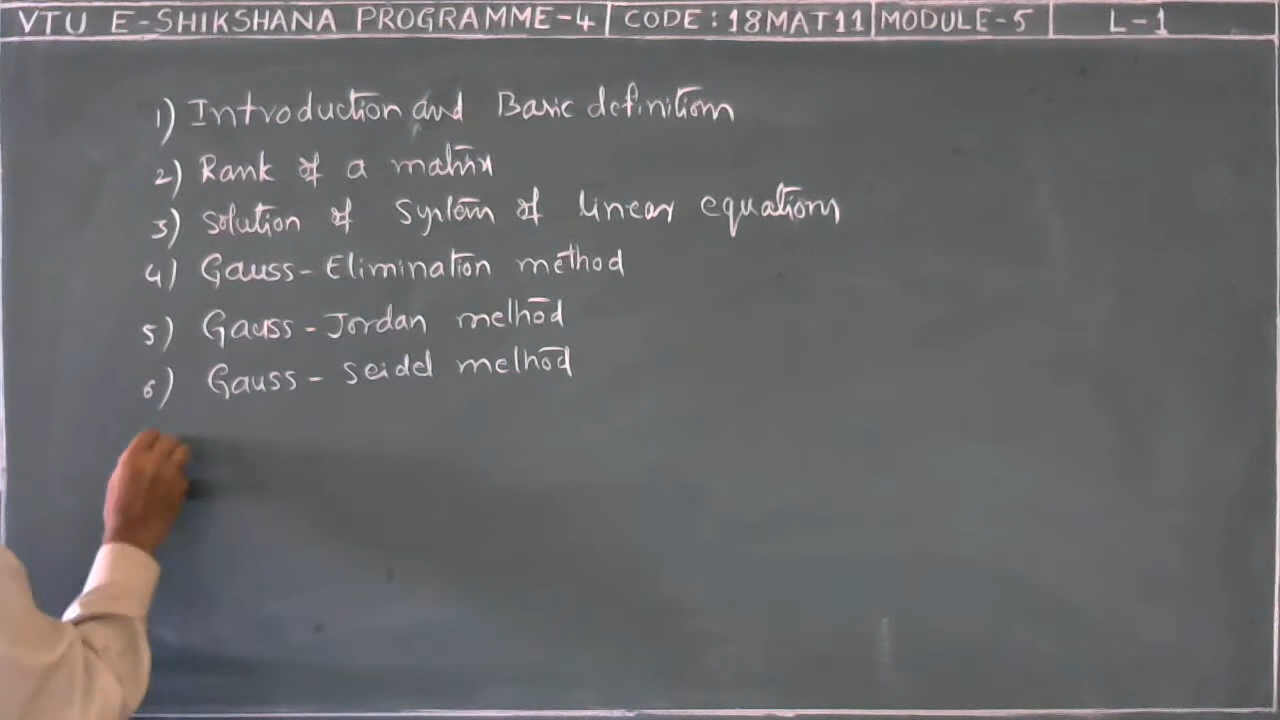 VTU E-SHIKSHANA PROGRAMME-4 CODE:18MAT11 MODULE-5 L-1
1) Introduction and Basic definitions
2) Rank of a matrix
3) Solution of System of linear equations
4) Gauss-Elimination method
5) Gauss-Jordan method
6) Gauss-Seidel method